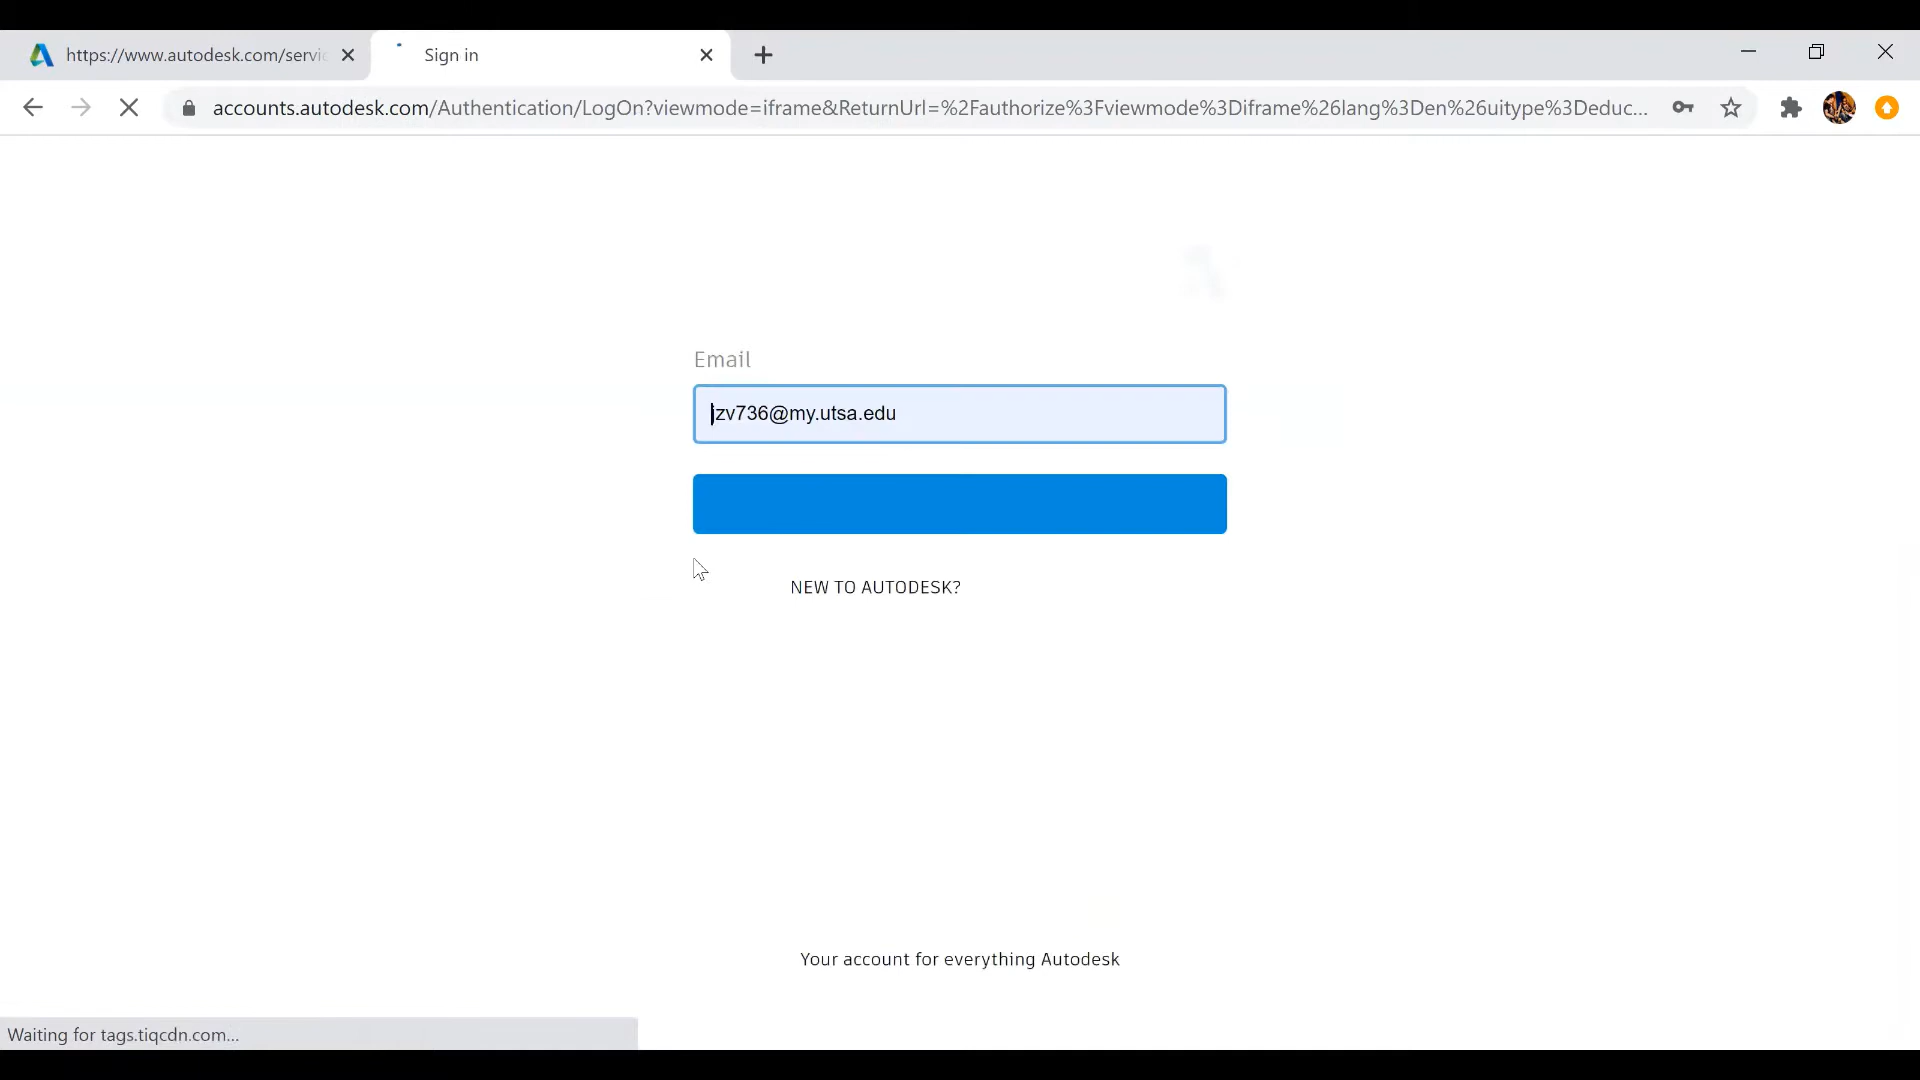 https://www.autodesk.com/servic
Sign in
accounts.autodesk.com/Authentication/LogOn?viewmode=iframe&ReturnUrl=%2Fauthorize%3Fviewmode%3Diframe%26lang%3Den%26uitype%3Deduc...
Email
jzv736@my.utsa.edu
NEW TO AUTODESK?
Your account for everything Autodesk
Waiting for tags.tiqcdn.com...